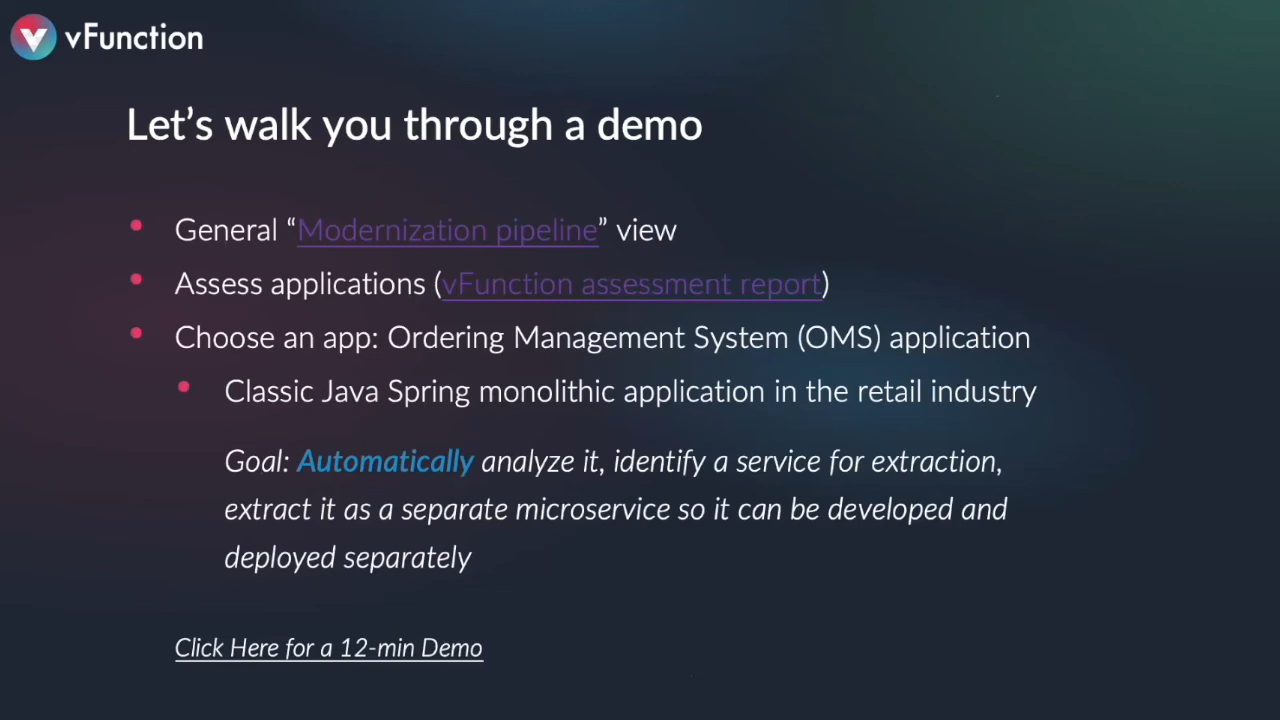 vFunction
Let’s walk you through a demo
• General “Modernization pipeline” view
• Assess applications (vFunction assessment report)
• Choose an app: Ordering Management System (OMS) application
• Classic Java Spring monolithic application in the retail industry
Goal: Automatically analyze it, identify a service for extraction,
extract it as a separate microservice so it can be developed and
deployed separately
Click Here for a 12-min Demo